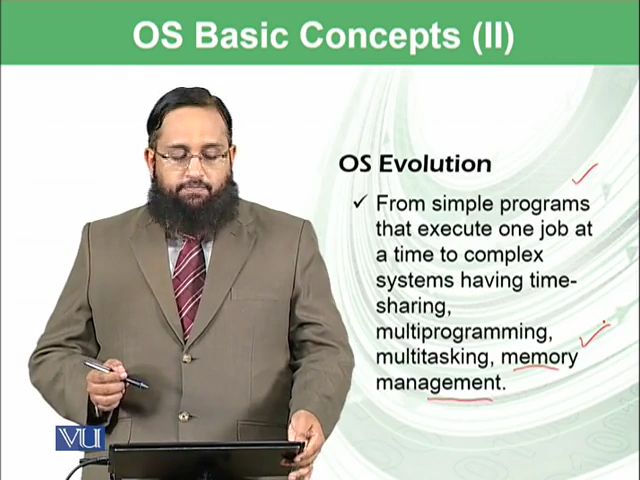 OS Basic Concepts (II)
OS Evolution
✓ From simple programs
that execute one job at
a time to complex
systems having time-
sharing,
multiprogramming,
multitasking, memory
management.
VU